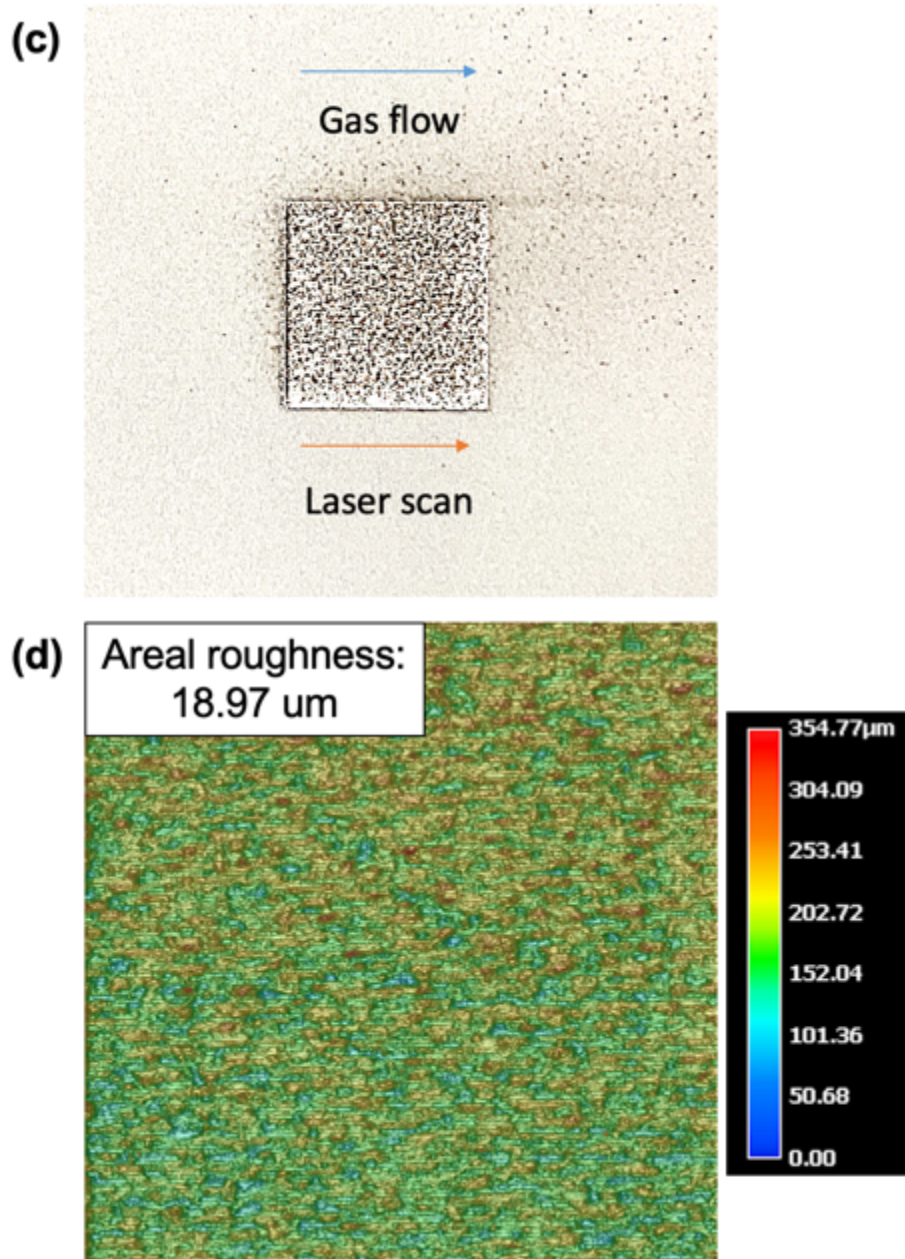 (c)
Gas flow
Laser scan
(d)
Areal roughness:
18.97 um
354.77µm
304.09
253.41
202.72
152.04
101.36
50.68
0.00